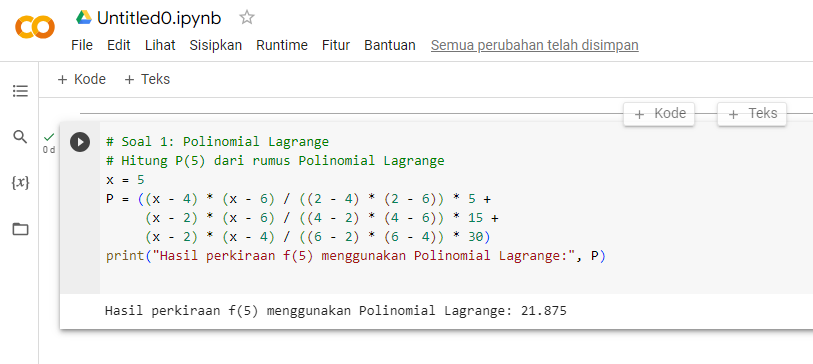 Untitled0.ipynb
File Edit Lihat Sisipkan Runtime Fitur Bantuan Semua perubahan telah disimpan
+ Kode + Teks
+ Kode + Teks
{x}
0 d
# Soal 1: Polinomial Lagrange
# Hitung P(5) dari rumus Polinomial Lagrange
x = 5
P = ((x - 4) * (x - 6) / ((2 - 4) * (2 - 6)) * 5 +
(x - 2) * (x - 6) / ((4 - 2) * (4 - 6)) * 15 +
(x - 2) * (x - 4) / ((6 - 2) * (6 - 4)) * 30)
print("Hasil perkiraan f(5) menggunakan Polinomial Lagrange:", P)
Hasil perkiraan f(5) menggunakan Polinomial Lagrange: 21.875